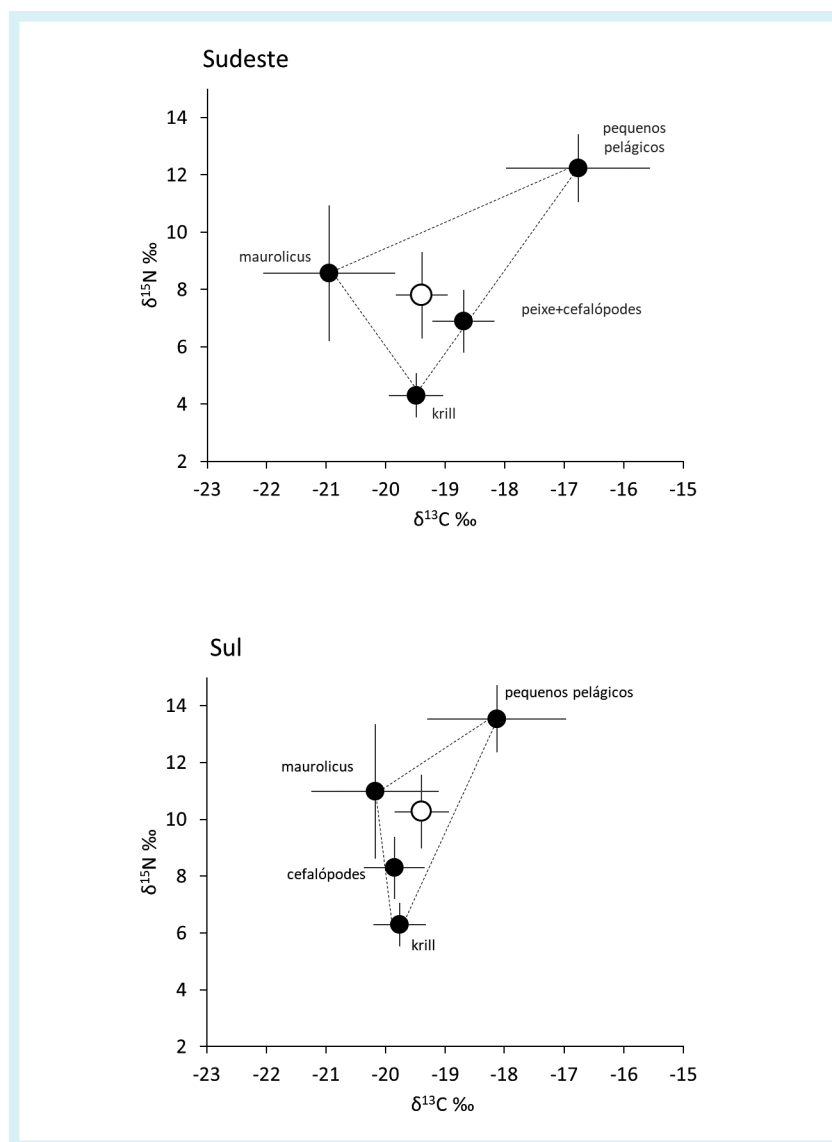 Sudeste
14
pequenos
pelágicos
12
10
maurolicus
δ¹⁵N ‰
8
peixe+cefalópodes
6
4
krill
2
-23 -22 -21 -20 -19 -18 -17 -16 -15
δ¹³C ‰
Sul
pequenos pelágicos
14
maurolicus
12
10
δ¹⁵N ‰
cefalópodes
8
6
krill
4
2
-23 -22 -21 -20 -19 -18 -17 -16 -15
δ¹³C ‰